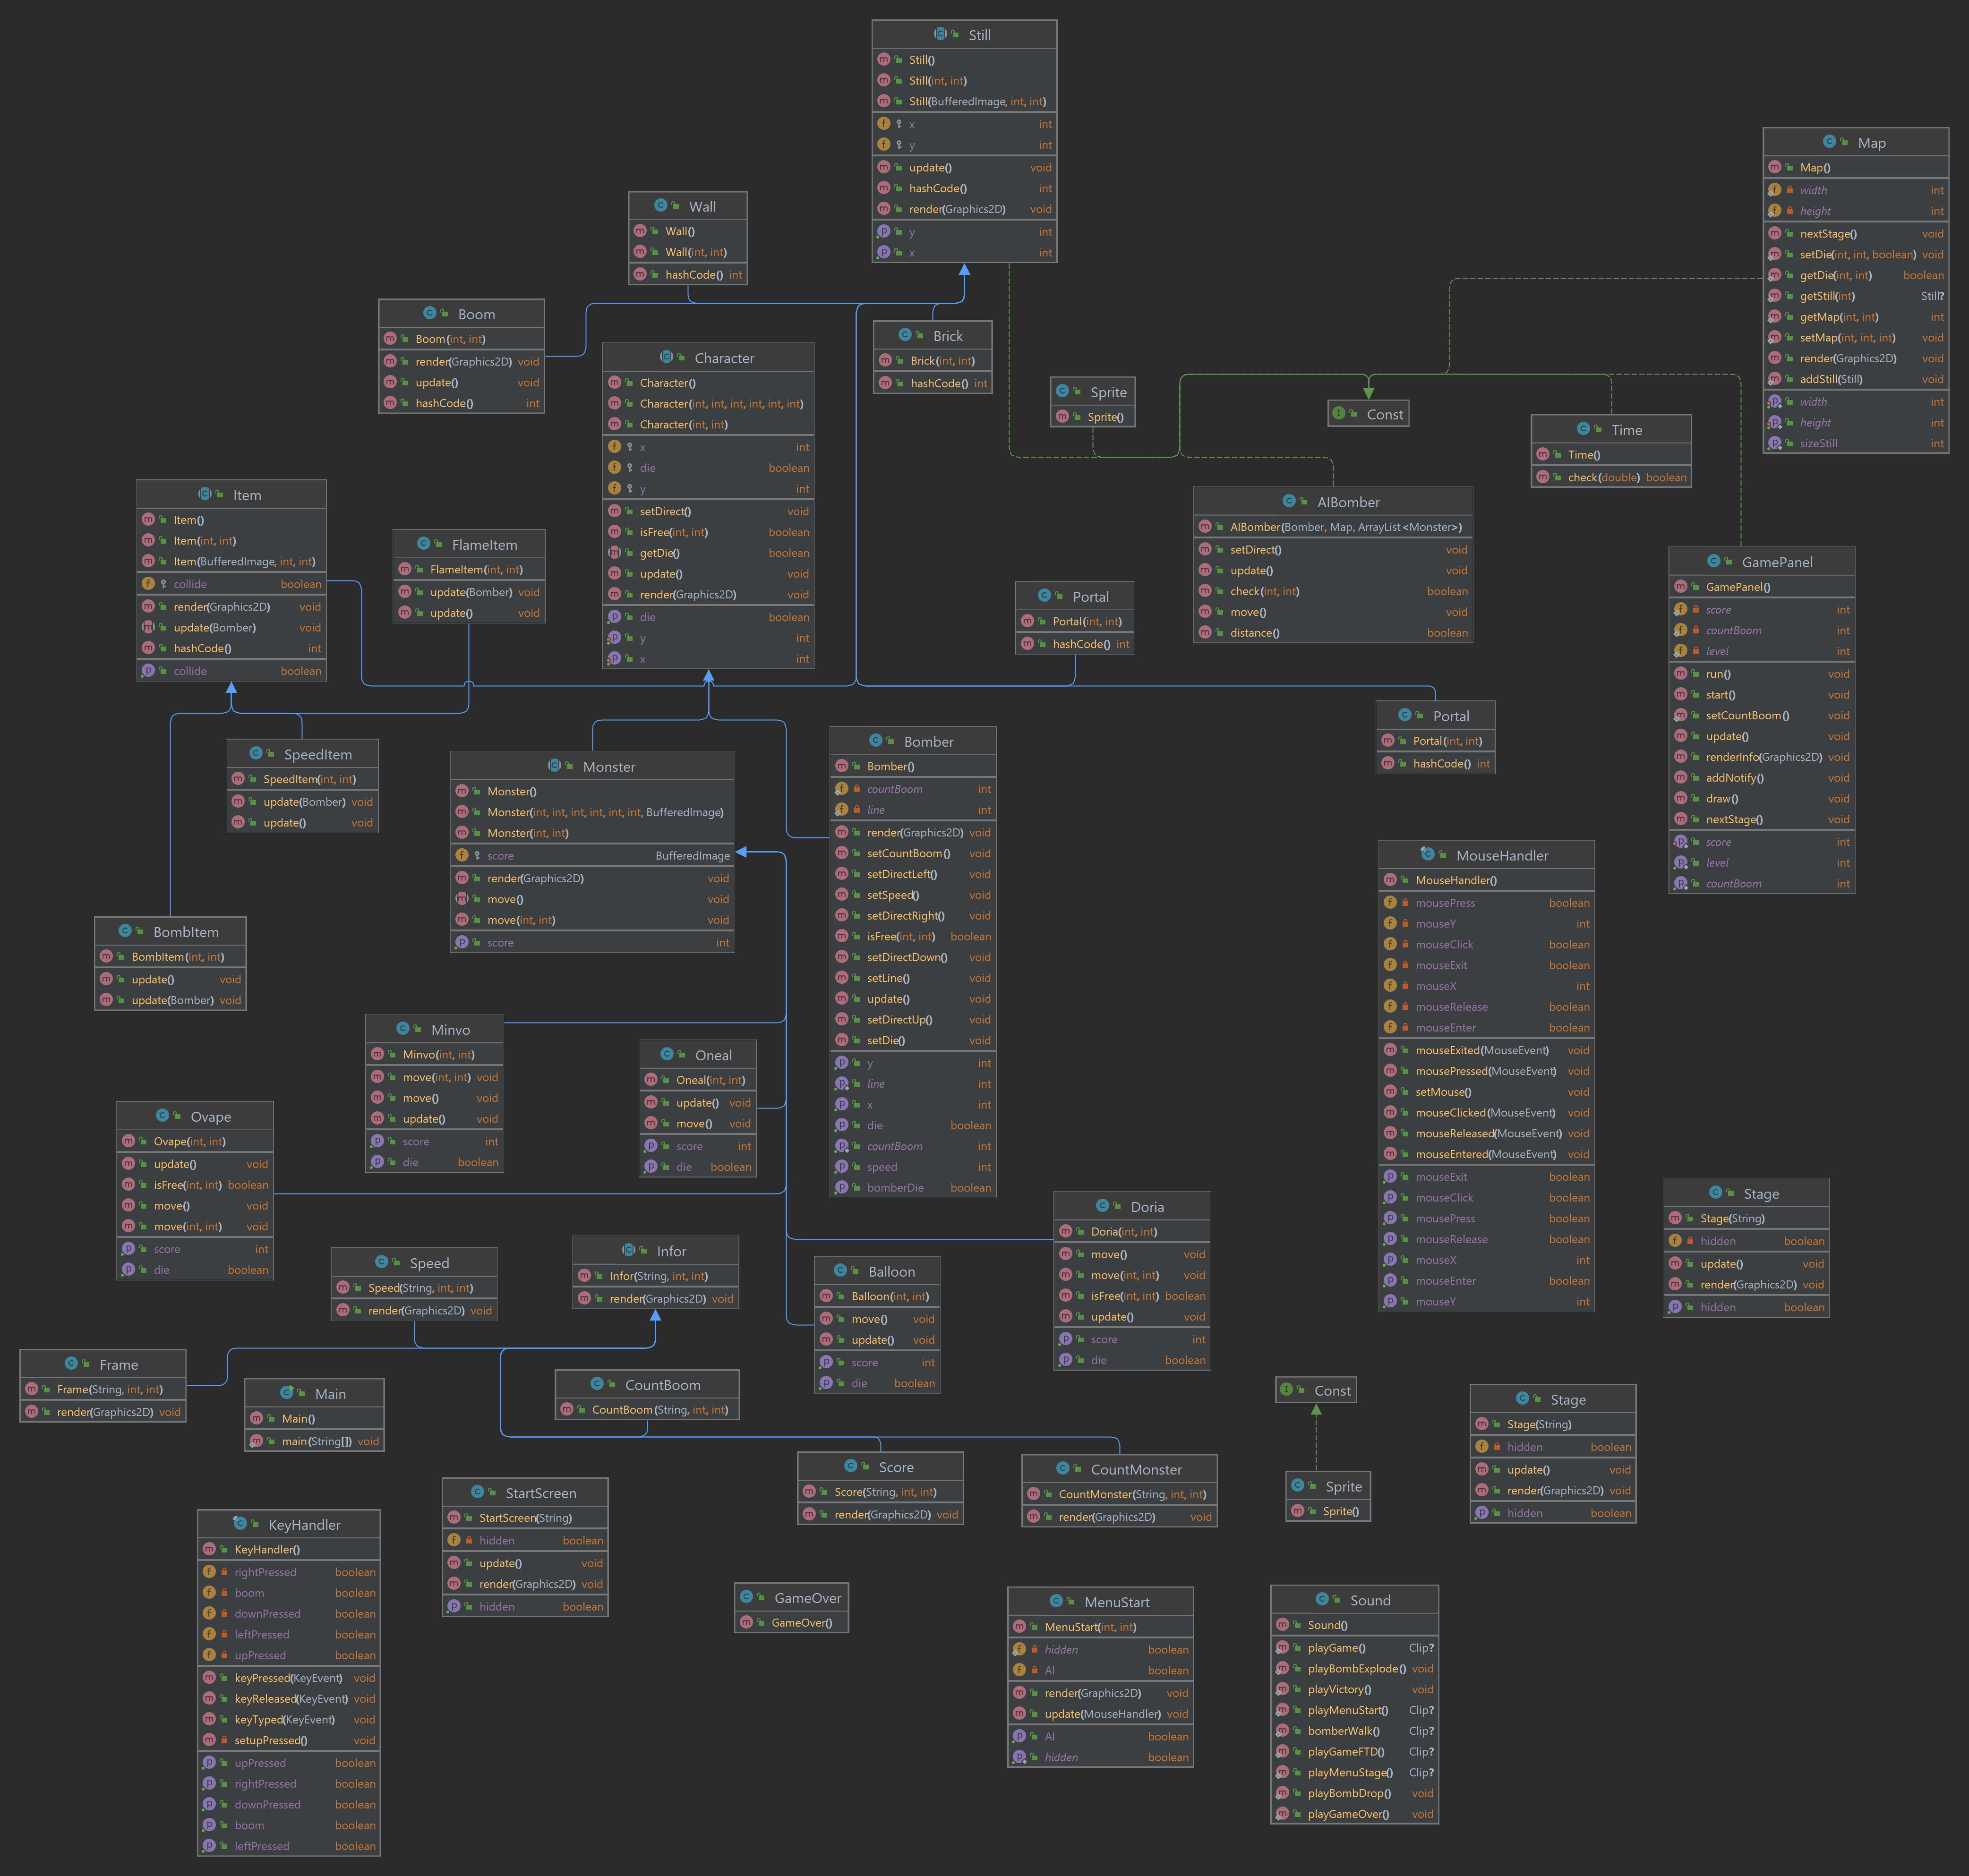 Still
Still()
Still(int, int)
Still(BufferedImage, int, int)
x int
y int
update() void
hashCode() int
render(Graphics2D) void
y int
x int
Map
Map()
width int
height int
nextStage() void
setDie(int, int, boolean) void
getDie(int, int) boolean
getStill(int) Still?
getMap(int, int) int
setMap(int, int, int) void
render(Graphics2D) void
addStill(Still) void
width int
height int
sizeStill int
Wall
Wall()
Wall(int, int)
hashCode() int
Boom
Boom(int, int)
render(Graphics2D) void
update() void
hashCode() int
Brick
Brick(int, int)
hashCode() int
Character
Character()
Character(int, int, int, int, int, int)
Character(int, int)
x int
die boolean
y int
setDirect() void
isFree(int, int) boolean
getDie() boolean
update() void
render(Graphics2D) void
die boolean
y int
x int
Sprite
Sprite()
Const
Time
Time()
check(double) boolean
Item
Item()
Item(int, int)
Item(BufferedImage, int, int)
collide boolean
render(Graphics2D) void
update(Bomber) void
hashCode() int
collide boolean
FlameItem
FlameItem(int, int)
update(Bomber) void
update() void
AIBomber
AIBomber(Bomber, Map, ArrayList<Monster>)
setDirect() void
update() void
check(int, int) boolean
move() void
distance() boolean
GamePanel
GamePanel()
score int
countBoom int
level int
run() void
start() void
setCountBoom() void
update() void
renderInfo(Graphics2D) void
addNotify() void
draw() void
nextStage() void
score int
level int
countBoom int
Portal
Portal(int, int)
hashCode() int
Portal
Portal(int, int)
hashCode() int
SpeedItem
SpeedItem(int, int)
update(Bomber) void
update() void
Monster
Monster()
Monster(int, int, int, int, int, int, BufferedImage)
Monster(int, int)
score BufferedImage
render(Graphics2D) void
move() void
move(int, int) void
score int
Bomber
Bomber()
countBoom int
line int
render(Graphics2D) void
setCountBoom() void
setDirectLeft() void
setSpeed() void
setDirectRight() void
isFree(int, int) boolean
setDirectDown() void
setLine() void
update() void
setDirectUp() void
setDie() void
y int
line int
x int
die boolean
countBoom int
speed int
bomberDie boolean
MouseHandler
MouseHandler()
mousePress boolean
mouseY int
mouseClick boolean
mouseExit boolean
mouseX int
mouseRelease boolean
mouseEnter boolean
mouseExited(MouseEvent) void
mousePressed(MouseEvent) void
setMouse() void
mouseClicked(MouseEvent) void
mouseReleased(MouseEvent) void
mouseEntered(MouseEvent) void
mouseExit boolean
mouseClick boolean
mousePress boolean
mouseRelease boolean
mouseX int
mouseEnter boolean
mouseY int
BombItem
BombItem(int, int)
update() void
update(Bomber) void
Minvo
Minvo(int, int)
move(int, int) void
move() void
update() void
score int
die boolean
Oneal
Oneal(int, int)
update() void
move() void
score int
die boolean
Ovape
Ovape(int, int)
update() void
isFree(int, int) boolean
move() void
move(int, int) void
score int
die boolean
Doria
Doria(int, int)
move() void
move(int, int) void
isFree(int, int) boolean
update() void
score int
die boolean
Stage
Stage(String)
hidden boolean
update() void
render(Graphics2D) void
hidden boolean
Speed
Speed(String, int, int)
render(Graphics2D) void
Infor
Infor(String, int, int)
render(Graphics2D) void
Balloon
Balloon(int, int)
move() void
update() void
score int
die boolean
Frame
Frame(String, int, int)
render(Graphics2D) void
Main
Main()
main(String[]) void
CountBoom
CountBoom(String, int, int)
Const
Sprite
Sprite()
Stage
Stage(String)
hidden boolean
update() void
render(Graphics2D) void
hidden boolean
Score
Score(String, int, int)
render(Graphics2D) void
CountMonster
CountMonster(String, int, int)
render(Graphics2D) void
StartScreen
StartScreen(String)
hidden boolean
update() void
render(Graphics2D) void
hidden boolean
KeyHandler
KeyHandler()
rightPressed boolean
boom boolean
downPressed boolean
leftPressed boolean
upPressed boolean
keyPressed(KeyEvent) void
keyReleased(KeyEvent) void
keyTyped(KeyEvent) void
setupPressed() void
upPressed boolean
rightPressed boolean
downPressed boolean
boom boolean
leftPressed boolean
GameOver
GameOver()
MenuStart
MenuStart(int, int)
hidden boolean
AI boolean
render(Graphics2D) void
update(MouseHandler) void
AI boolean
hidden boolean
Sound
Sound()
playGame() Clip?
playBombExplode() void
playVictory() void
playMenuStart() Clip?
bomberWalk() Clip?
playGameFTD() Clip?
playMenuStage() Clip?
playBombDrop() void
playGameOver() void